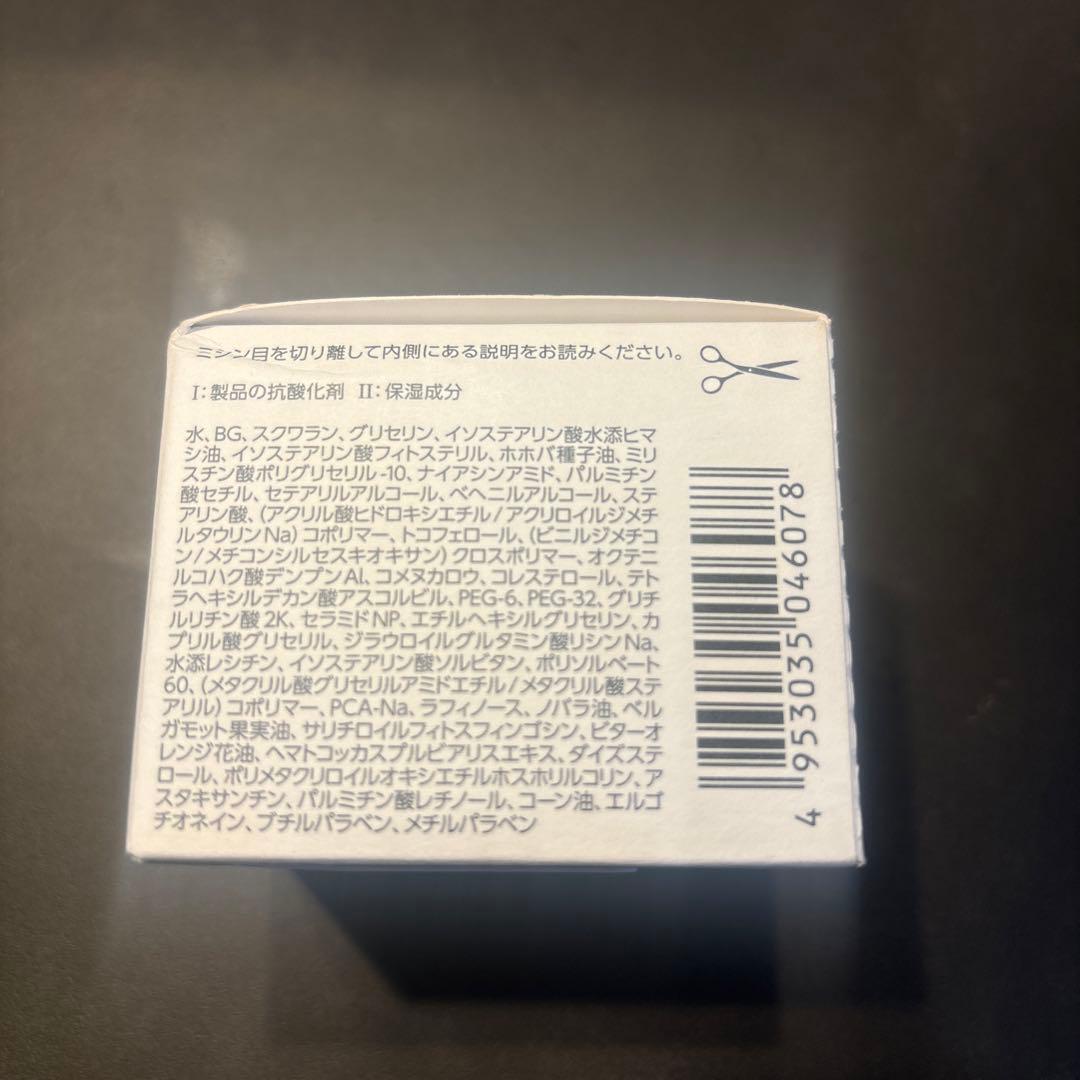 ミシン目を切り離して内側にある説明をお読みください。
I:製品の抗酸化剤 II:保湿成分
水、BG、スクワラン、グリセリン、イソステアリン酸水添ヒマ
シ油、イソステアリン酸フィトステリル、ホホバ種子油、ミリ
スチン酸ポリグリセリル-10、ナイアシンアミド、パルミチン
酸セチル、セテアリルアルコール、ベヘニルアルコール、ステ
アリン酸、(アクリル酸ヒドロキシエチル/アクリロイルジメチ
ルタウリンNa)コポリマー、トコフェロール、(ビニルジメチコ
ン/メチコンシルセスキオキサン)クロスポリマー、オクテニ
ルコハク酸デンプンAl、コメヌカロウ、コレステロール、テト
ラヘキシルデカン酸アスコルビル、PEG-6、PEG-32、グリチ
ルリチン酸2K、セラミドNP、エチルヘキシルグリセリン、カ
プリル酸グリセリル、ジラウロイルグルタミン酸リシンNa、
水添レシチン、イソステアリン酸ソルビタン、ポリソルベート
60、(メタクリル酸グリセリルアミドエチル/メタクリル酸ステ
アリル)コポリマー、PCA-Na、ラフィノース、ノバラ油、ベル
ガモット果実油、サリチロイルフィトスフィンゴシン、ビターオ
レンジ花油、ヘマトコッカスプルビアリスエキス、ダイズステ
ロール、ポリメタクリロイルオキシエチルホスホリルコリン、ア
スタキサンチン、パルミチン酸レチノール、コーン油、エルゴ
チオネイン、ブチルパラベン、メチルパラベン
4 953035 046078